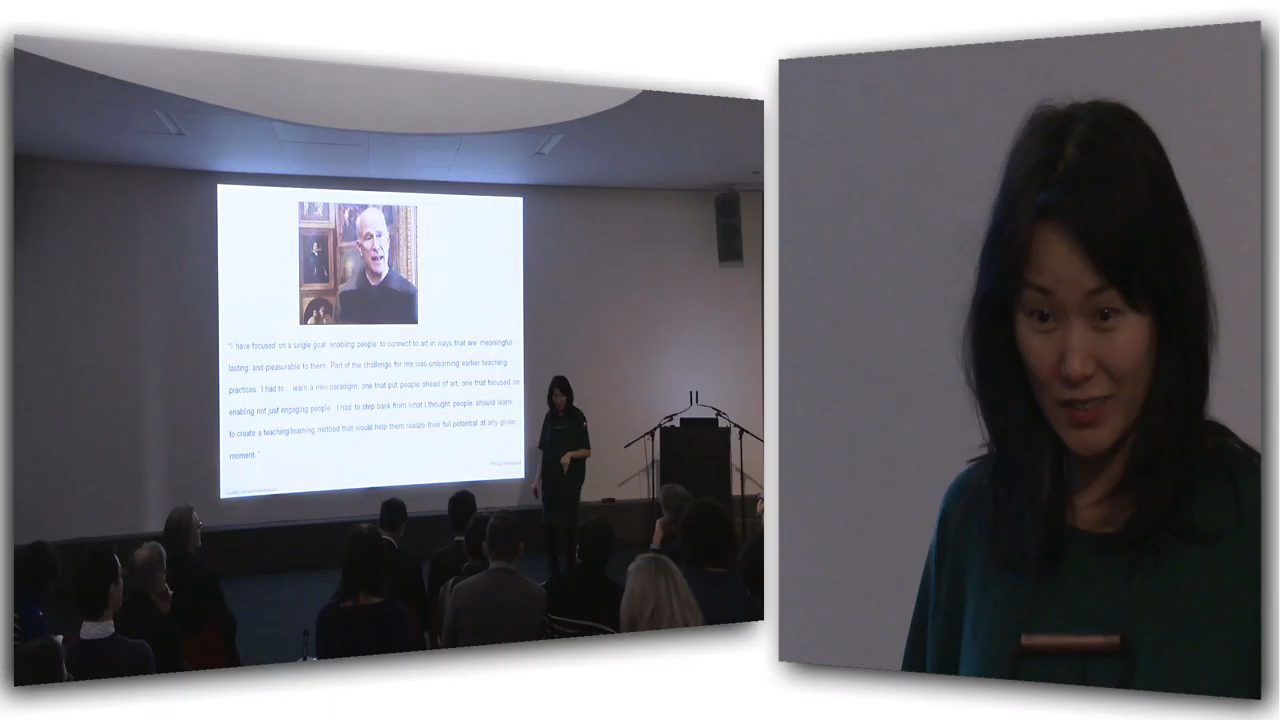 "I have focused on a single goal: enabling people to connect to art in ways that are meaningful,
lasting, and pleasurable to them. Part of the challenge for me was unlearning earlier teaching
practices. I had to... learn a new paradigm: one that put people ahead of art, one that focused on
enabling not just engaging people. I had to step back from what I thought people should learn,
to create a teaching/learning method that would help them realize their full potential at any given
moment. "